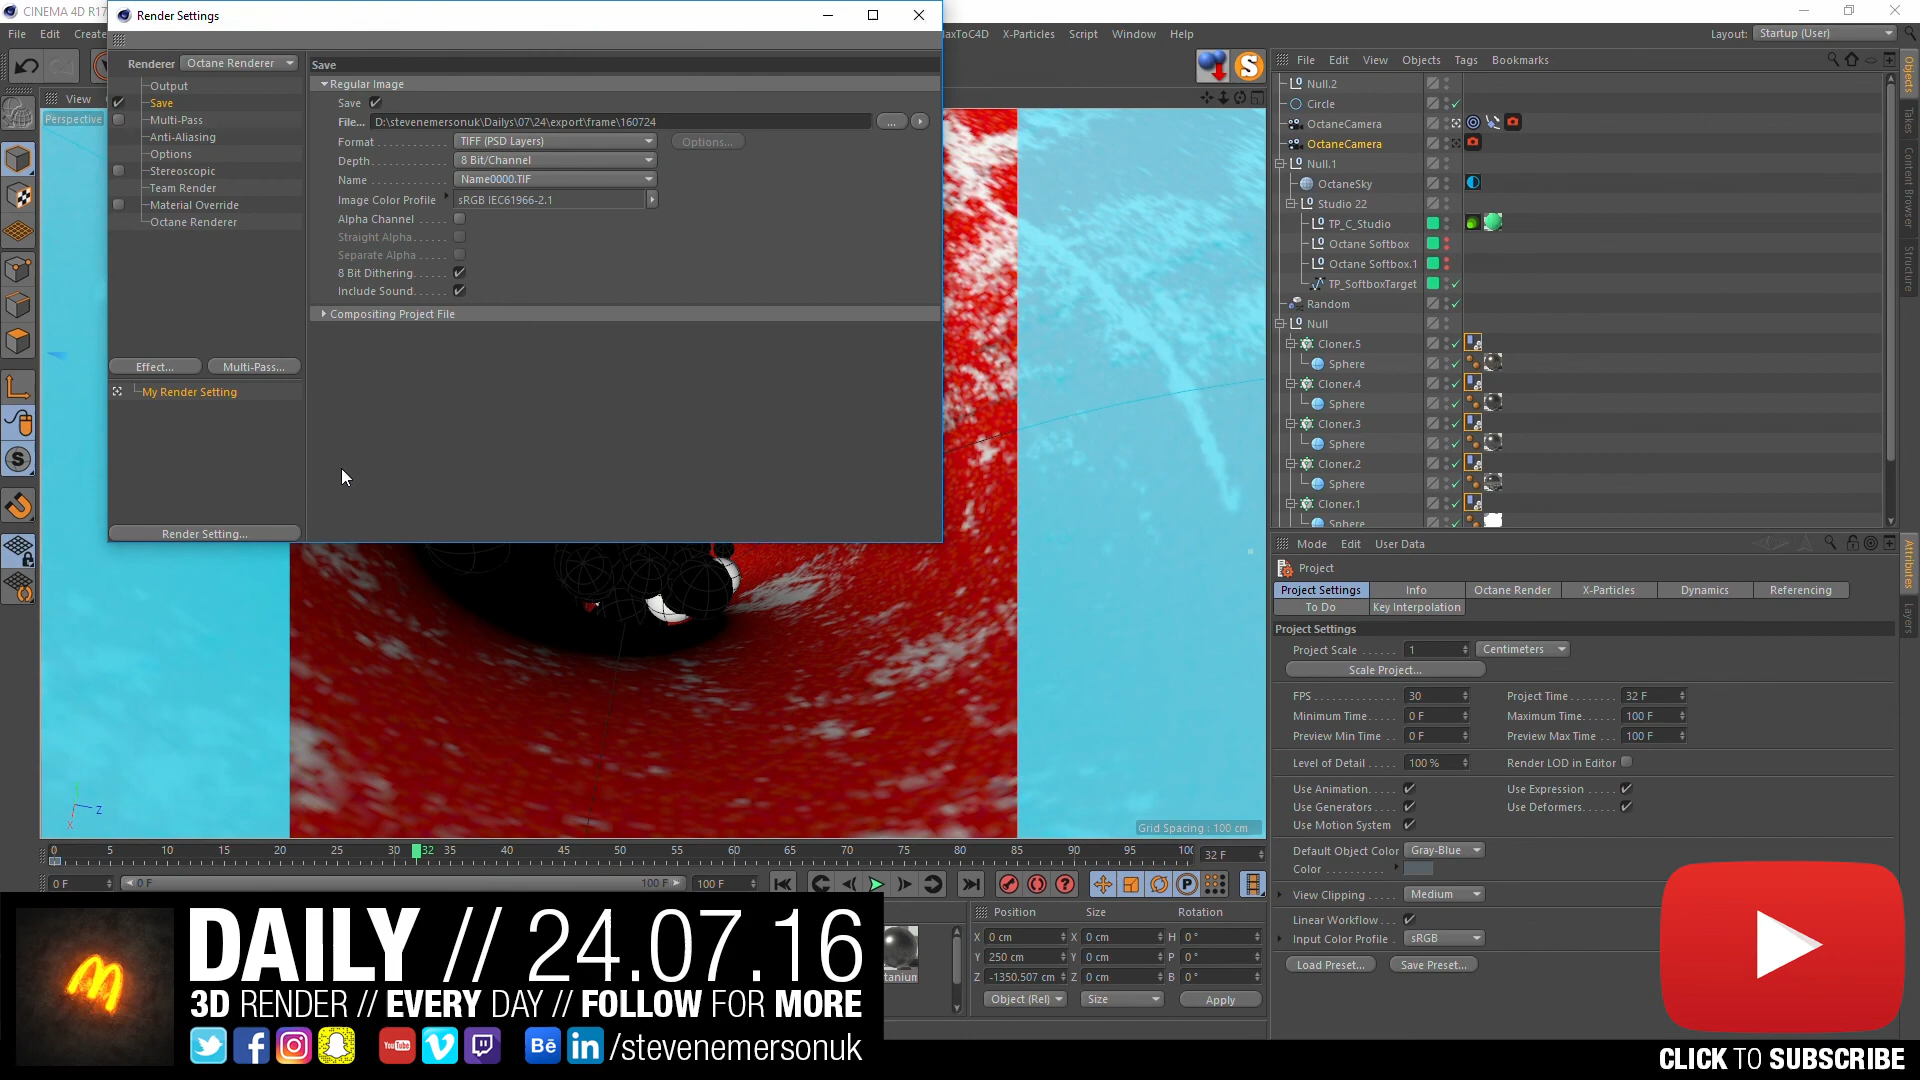 CINEMA 4D R17
Render Settings
File Edit Create
axToC4D X-Particles Script Window Help
Layout: Startup (User)
Renderer Octane Renderer
Output
Save
Multi-Pass
Anti-Aliasing
Options
Stereoscopic
Team Render
Material Override
Octane Renderer
Effect... Multi-Pass...
My Render Setting
Render Setting...
Save
Regular Image
Save
File... D:\stevenemersonuk\Dailys\07\24\export\frame\160724 ...
Format TIFF (PSD Layers) Options...
Depth 8 Bit/Channel
Name Name0000.TIF
Image Color Profile sRGB IEC61966-2.1
Alpha Channel
Straight Alpha
Separate Alpha
8 Bit Dithering
Include Sound
Compositing Project File
View
Perspective
Grid Spacing : 100 cm
File Edit View Objects Tags Bookmarks
Null.2
Circle
OctaneCamera
OctaneCamera
Null.1
OctaneSky
Studio 22
TP_C_Studio
Octane Softbox
Octane Softbox.1
TP_SoftboxTarget
Random
Null
Cloner.5
Sphere
Cloner.4
Sphere
Cloner.3
Sphere
Cloner.2
Sphere
Cloner.1
Sphere
Objects
Takes
Content Browser
Structure
Attributes
Layers
Mode Edit User Data
Project
Project Settings Info Octane Render X-Particles Dynamics Referencing
To Do Key Interpolation
Project Settings
Project Scale 1 Centimeters
Scale Project...
FPS 30 Project Time 32 F
Minimum Time 0 F Maximum Time 100 F
Preview Min Time 0 F Preview Max Time 100 F
Level of Detail 100 % Render LOD in Editor
Use Animation Use Expression
Use Generators Use Deformers
Use Motion System
Default Object Color Gray-Blue
Color
View Clipping Medium
Linear Workflow
Input Color Profile sRGB
Load Preset... Save Preset...
0 5 10 15 20 25 30 32 35 40 45 50 55 60 65 70 75 80 85 90 95 100 32 F
0 F 0 F 100 F 100 F
Position Size Rotation
X 0 cm X 0 cm H 0 °
Y 250 cm Y 0 cm P 0 °
Z -1350.507 cm Z 0 cm B 0 °
Object (Rel) Size Apply
tanium
X Z
DAILY // 24.07.16
3D RENDER // EVERY DAY // FOLLOW FOR MORE
YouTube Bē in /stevenemersonuk
CLICK TO SUBSCRIBE